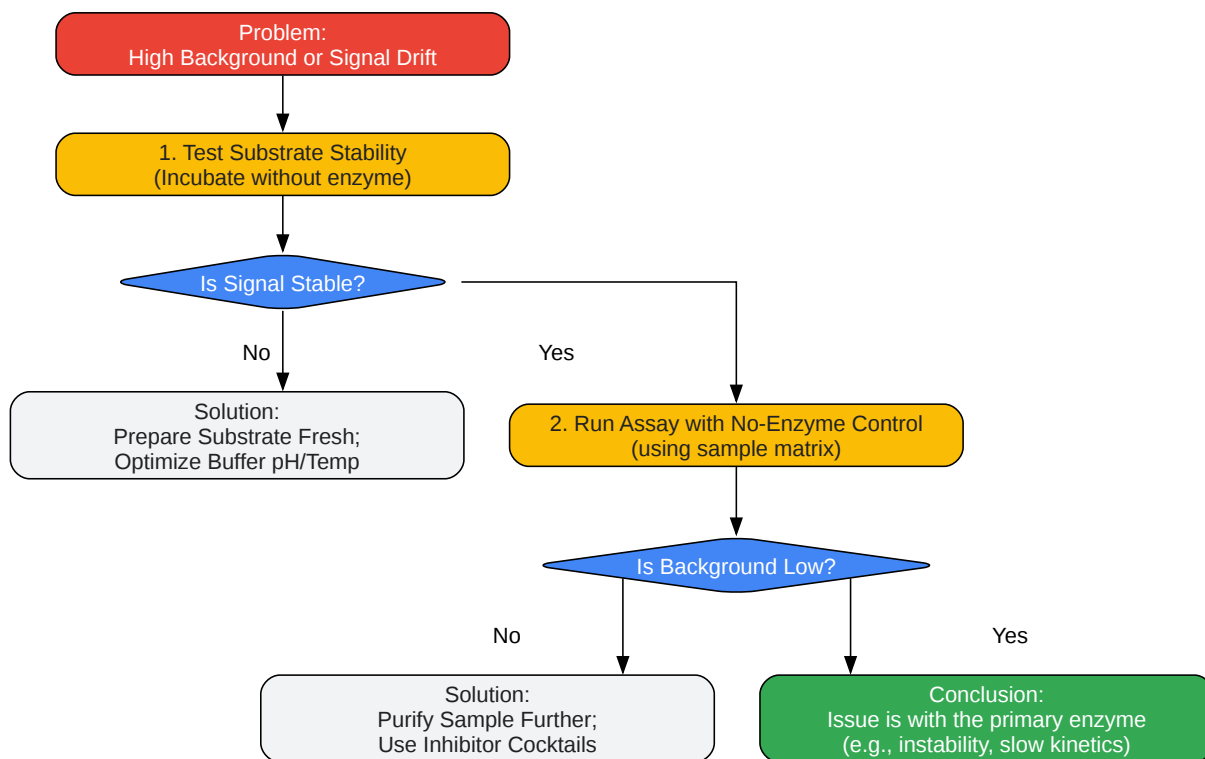 Problem:
High Background or Signal Drift
1. Test Substrate Stability
(Incubate without enzyme)
Is Signal Stable?
No
Yes
Solution:
Prepare Substrate Fresh;
Optimize Buffer pH/Temp
2. Run Assay with No-Enzyme Control
(using sample matrix)
Is Background Low?
No
Yes
Solution:
Purify Sample Further;
Use Inhibitor Cocktails
Conclusion:
Issue is with the primary enzyme
(e.g., instability, slow kinetics)